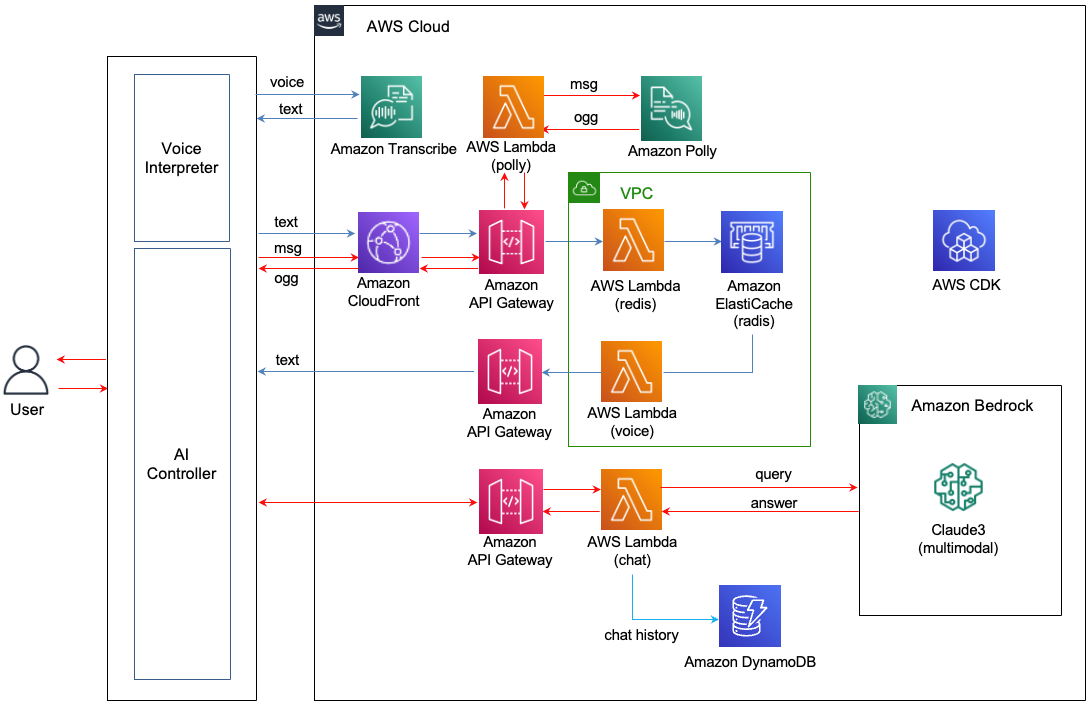 aws
AWS Cloud
voice
text
Voice
Interpreter
Amazon Transcribe
AWS Lambda
(polly)
msg
ogg
Amazon Polly
VPC
text
msg
ogg
Amazon
CloudFront
Amazon
API Gateway
AWS Lambda
(redis)
Amazon
ElastiCache
(radis)
AWS CDK
User
text
Amazon
API Gateway
AWS Lambda
(voice)
AI
Controller
Amazon
API Gateway
AWS Lambda
(chat)
query
answer
Amazon Bedrock
Claude3
(multimodal)
chat history
Amazon DynamoDB